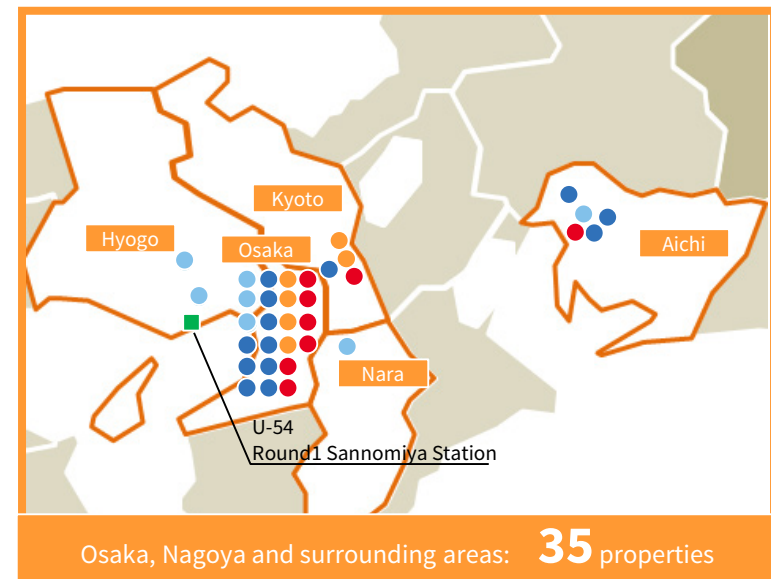 Kyoto
Hyogo
Osaka
Aichi
Nara
U-54
Round1 Sannomiya Station
Osaka, Nagoya and surrounding areas: 35 properties